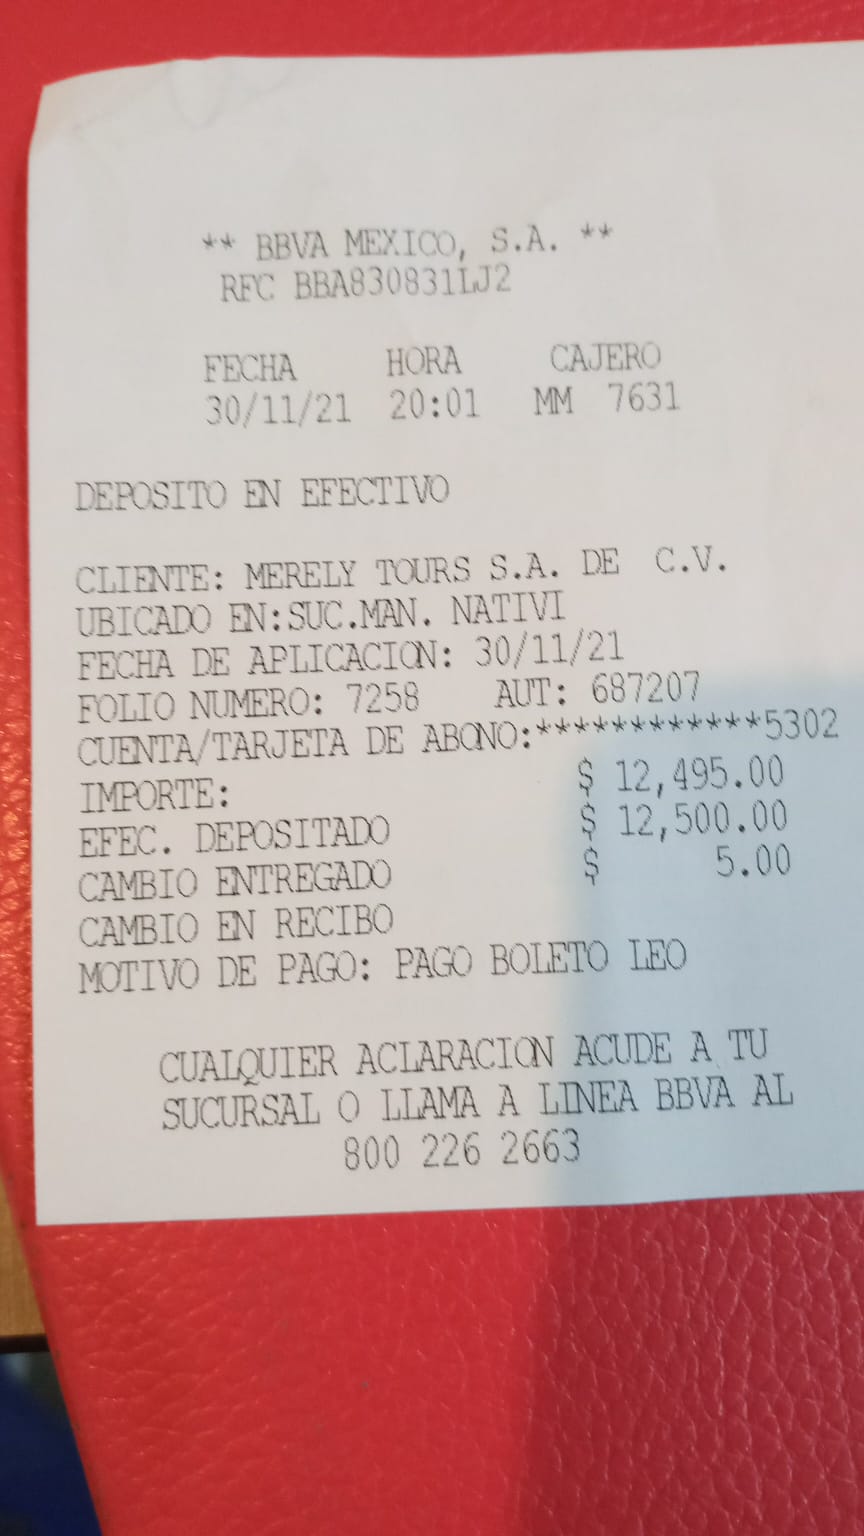 ** BBVA MEXICO, S.A. **
RFC BBA830831LJ2
FECHA HORA CAJERO
30/11/21 20:01 MM 7631
DEPOSITO EN EFECTIVO
CLIENTE: MERELY TOURS S.A. DE C.V.
UBICADO EN:SUC.MAN. NATIVI
FECHA DE APLICACION: 30/11/21
FOLIO NUMERO: 7258 AUT: 687207
CUENTA/TARJETA DE ABONO:************5302
IMPORTE: $ 12,495.00
EFEC. DEPOSITADO $ 12,500.00
CAMBIO ENTREGADO $ 5.00
CAMBIO EN RECIBO
MOTIVO DE PAGO: PAGO BOLETO LEO
CUALQUIER ACLARACION ACUDE A TU
SUCURSAL O LLAMA A LINEA BBVA AL
800 226 2663